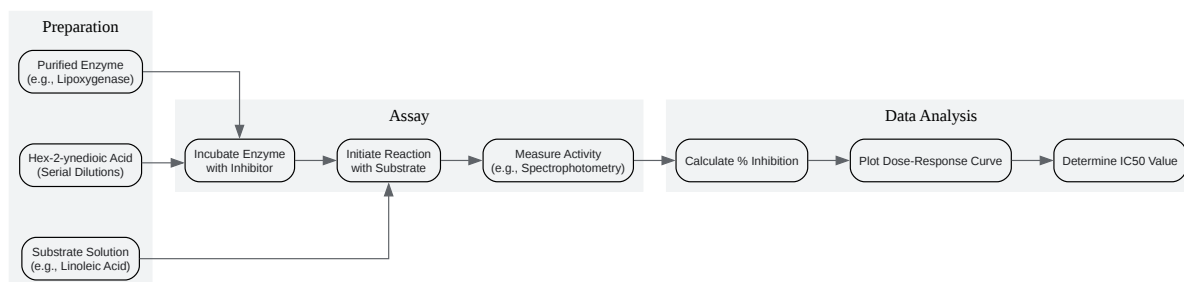 Preparation
Purified Enzyme
(e.g., Lipoxygenase)
Hex-2-ynedioic Acid
(Serial Dilutions)
Substrate Solution
(e.g., Linoleic Acid)
Assay
Incubate Enzyme
with Inhibitor
Initiate Reaction
with Substrate
Measure Activity
(e.g., Spectrophotometry)
Data Analysis
Calculate % Inhibition
Plot Dose-Response Curve
Determine IC50 Value